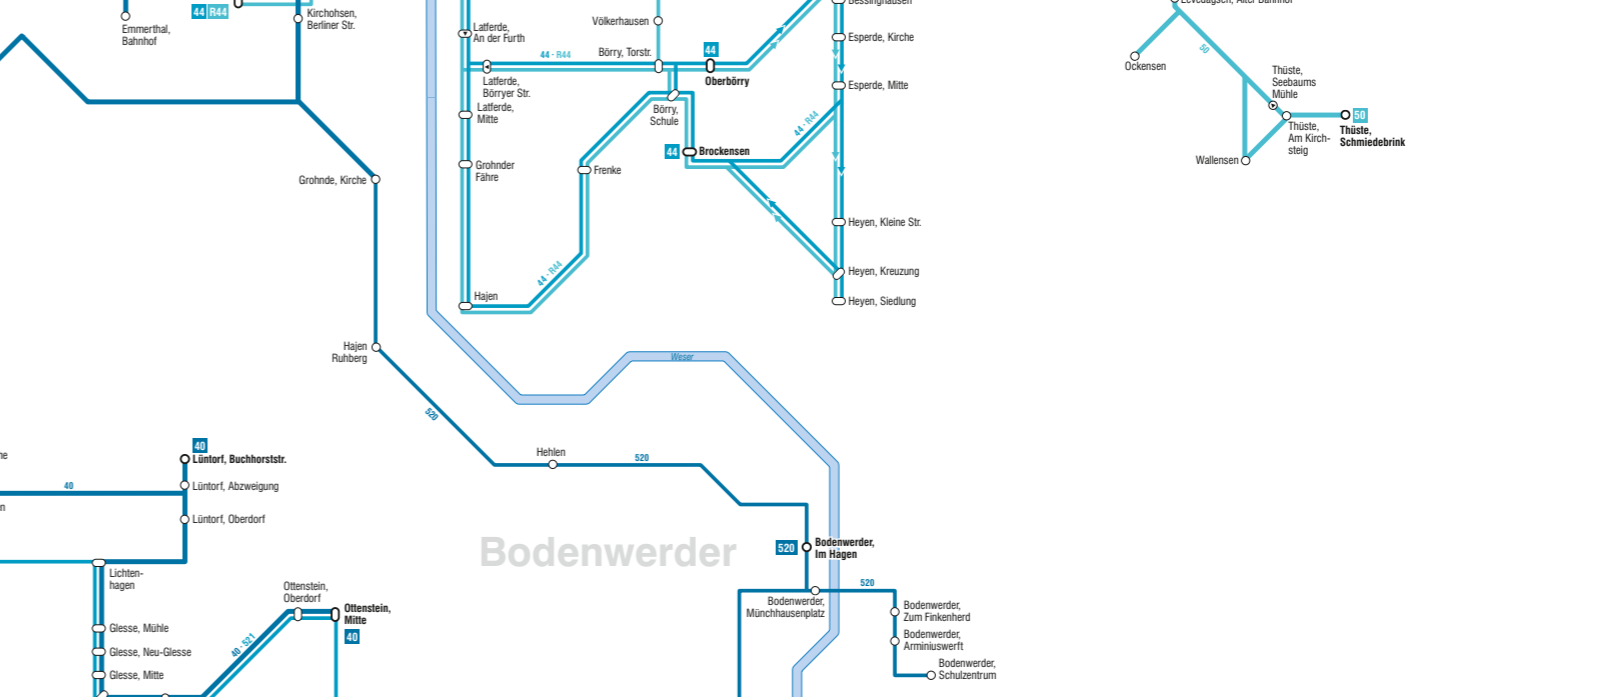 Emmerthal,
Bahnhof
44 R44
Kirchohsen,
Berliner Str.
Latferde,
An der Furth
Völkerhausen
44 - R44
Börry, Torstr.
44
Oberbörry
Latferde,
Börryer Str.
Latferde,
Mitte
Börry,
Schule
Grohnder
Fähre
Frenke
44
Brockensen
44 - R44
Bessinghausen
Esperde, Kirche
Esperde, Mitte
Heyen, Kleine Str.
Heyen, Kreuzung
Heyen, Siedlung
Levedagsen, Alter Bahnhof
50
Ockensen
Thüste,
Seebaums
Mühle
50
Thüste,
Schmiedebrink
Thüste,
Am Kirch-
steig
Wallensen
Grohnde, Kirche
Hajen
44 - R44
Hajen
Ruhberg
Weser
520
Hehlen
520
40
Lüntorf, Buchhorststr.
40
Lüntorf, Abzweigung
Lüntorf, Oberdorf
Lichten-
hagen
Glesse, Mühle
Glesse, Neu-Glesse
Glesse, Mitte
40 - 521
Ottenstein,
Oberdorf
Ottenstein,
Mitte
40
Bodenwerder
520
Bodenwerder,
Im Hagen
520
Bodenwerder,
Münchhausenplatz
Bodenwerder,
Zum Finkenherd
Bodenwerder,
Arminiuswerft
Bodenwerder,
Schulzentrum